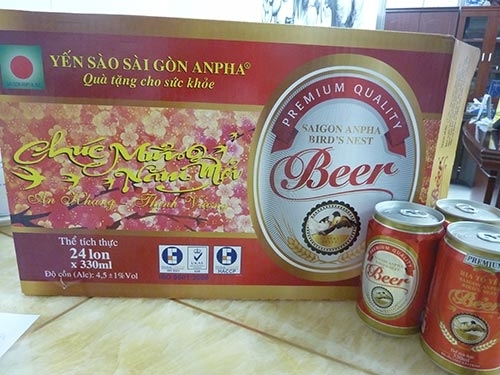 YẾN SÀO SÀI GÒN ANPHA®
Quà tặng cho sức khỏe
Chúc Mừng
Năm Mới
An Khang - Thịnh Vượng
Thể tích thực
24 lon
x 330ml
Độ cồn (Alc): 4,5 ± 1% Vol
HACCP
PREMIUM QUALITY
SAIGON ANPHA
BIRD'S NEST
Beer
PREMIUM QUALITY
Beer
PREMIUM
Beer